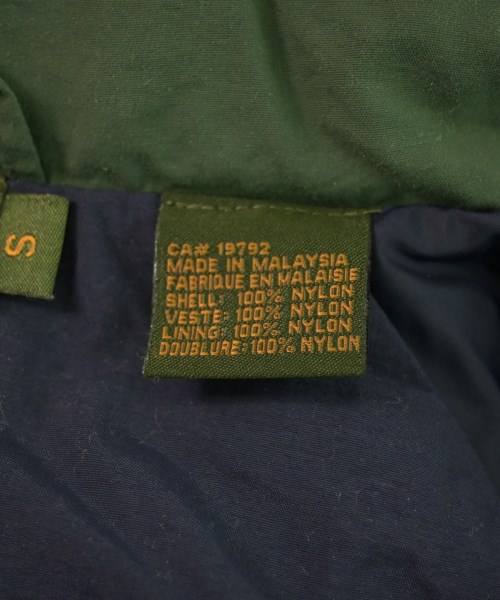 S
CA# 19792
MADE IN MALAYSIA
FABRIQUE EN MALAISIE
SHELL: 100% NYLON
VESTE: 100% NYLON
LINING: 100% NYLON
DOUBLURE: 100% NYLON